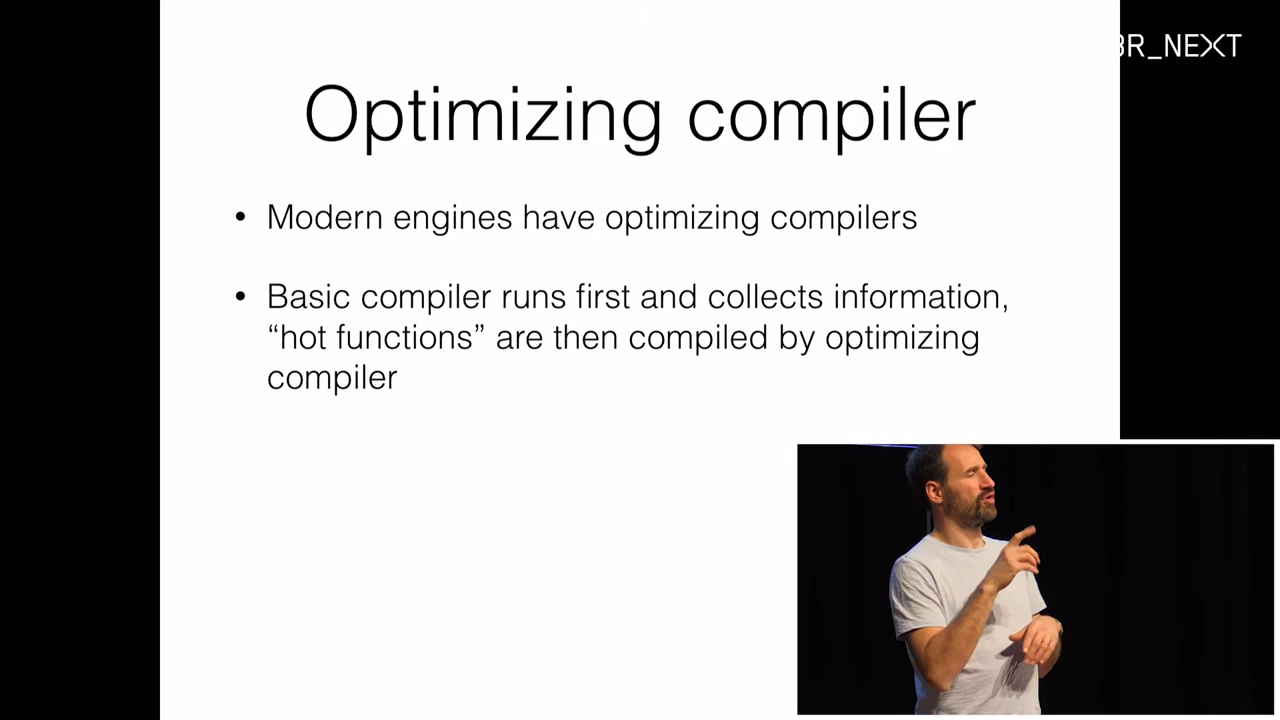 BR_NEXT
Optimizing compiler
• Modern engines have optimizing compilers
• Basic compiler runs first and collects information,
“hot functions” are then compiled by optimizing
compiler